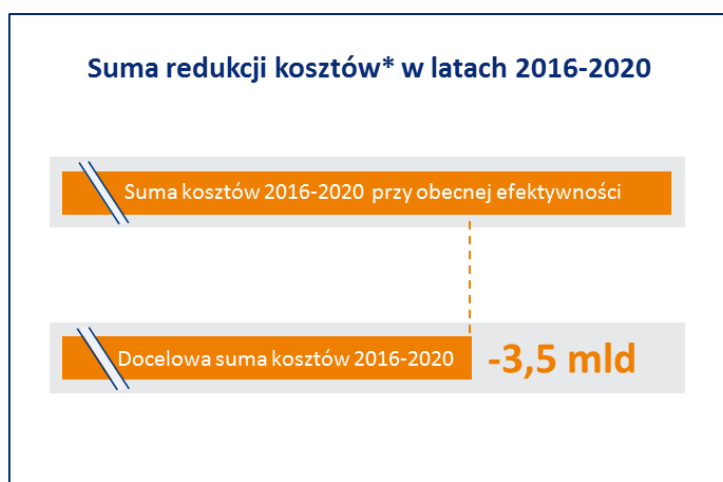 Suma redukcji kosztów* w latach 2016-2020
Suma kosztów 2016-2020 przy obecnej efektywności
Docelowa suma kosztów 2016-2020
-3,5 mld